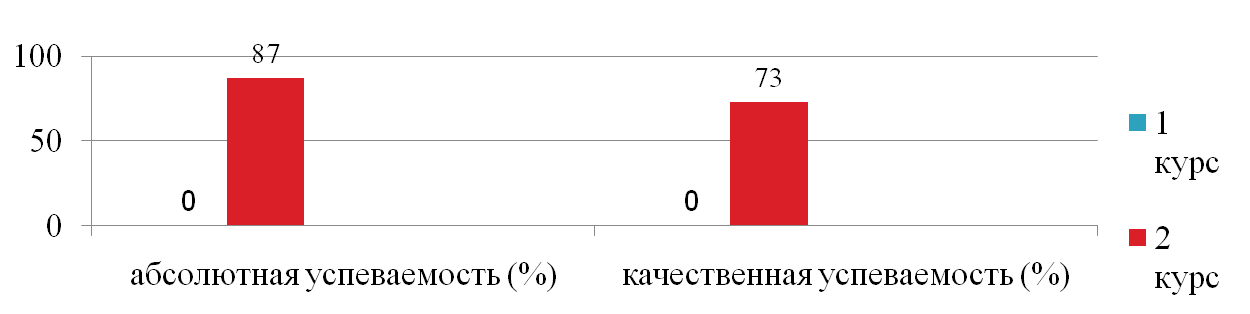 100
50
0
87
73
0
0
абсолютная успеваемость (%)
качественная успеваемость (%)
1
курс
2
курс